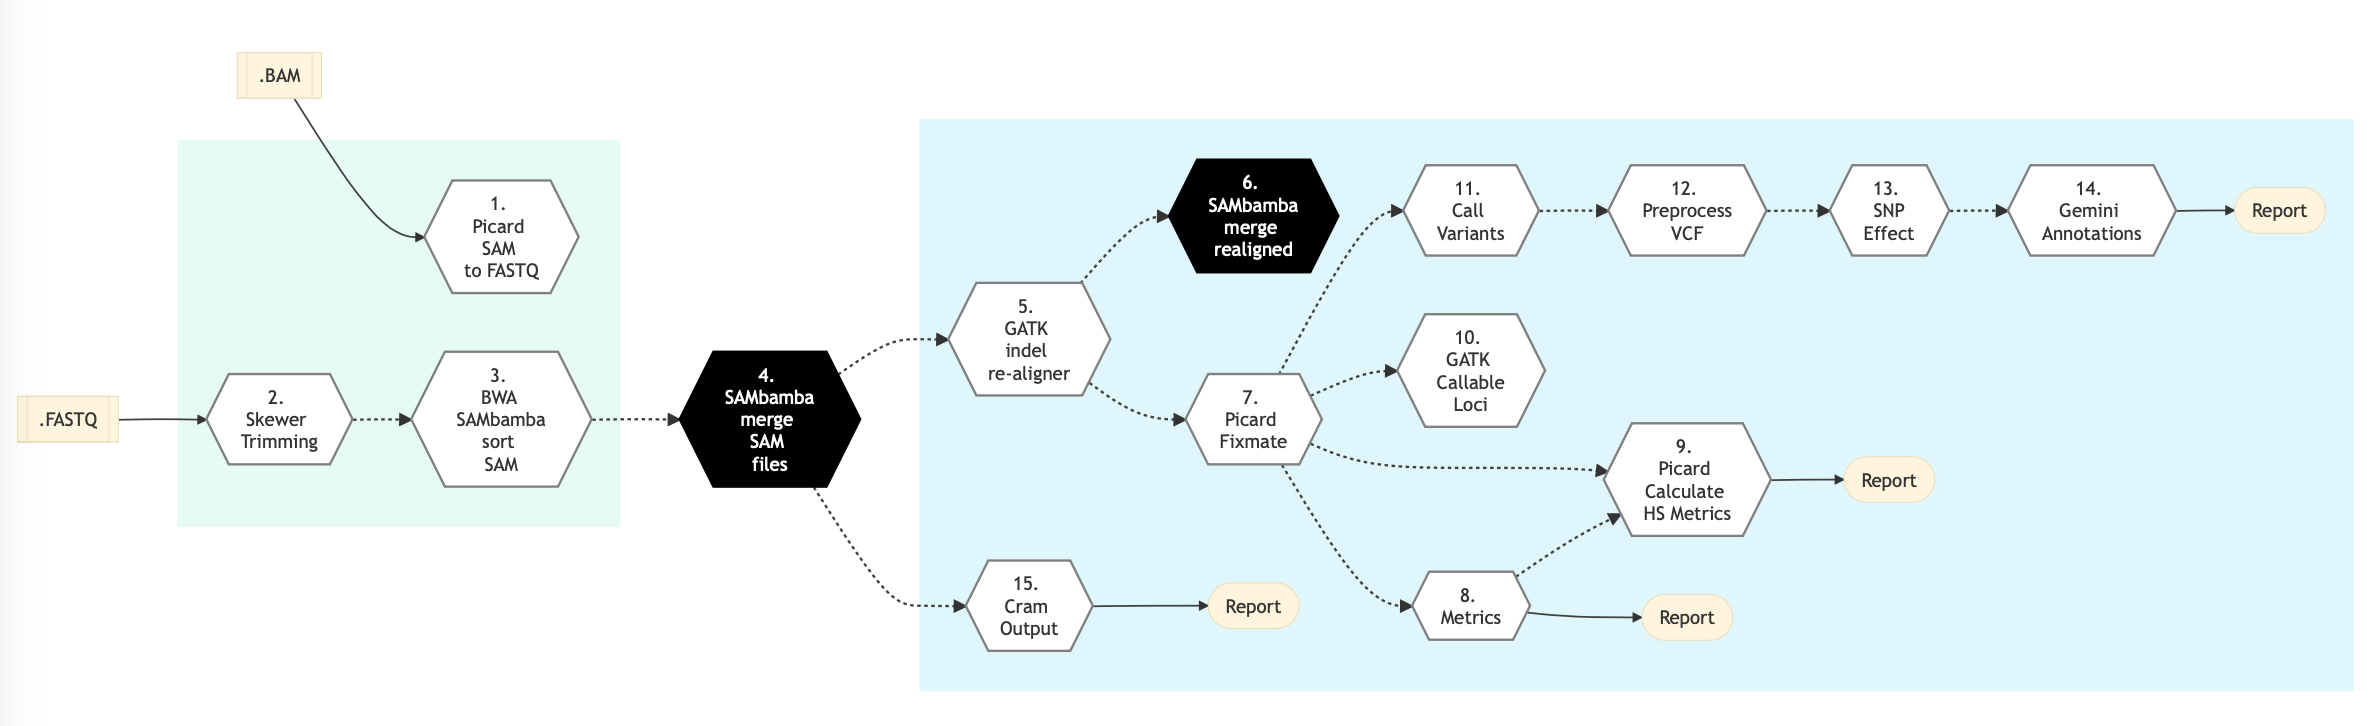 .BAM
1.
Picard
SAM
to FASTQ
.FASTQ
2.
Skewer
Trimming
3.
BWA
SAMbamba
sort
SAM
4.
SAMbamba
merge
SAM
files
5.
GATK
indel
re-aligner
6.
SAMbamba
merge
realigned
7.
Picard
Fixmate
11.
Call
Variants
12.
Preprocess
VCF
13.
SNP
Effect
14.
Gemini
Annotations
Report
10.
GATK
Callable
Loci
9.
Picard
Calculate
HS Metrics
Report
8.
Metrics
Report
15.
Cram
Output
Report